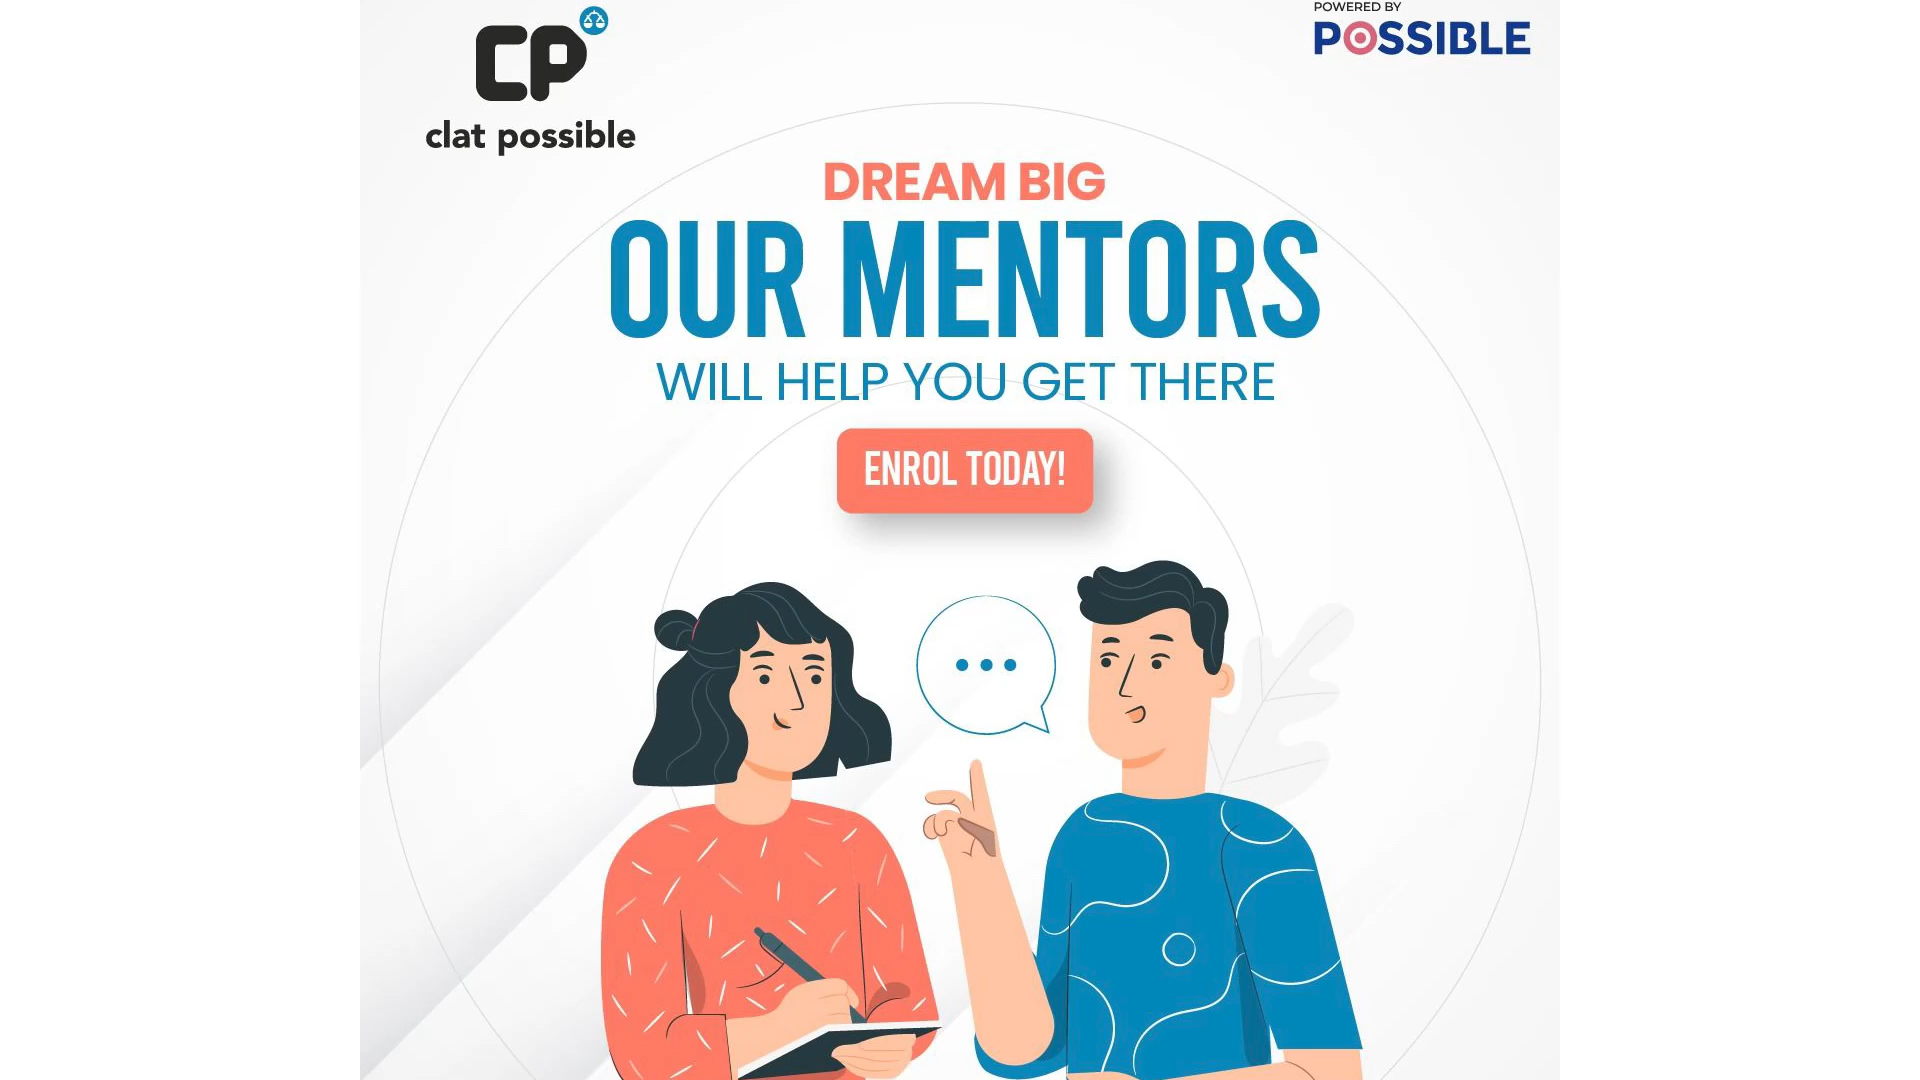 CP
clat possible
POWERED BY
POSSIBLE
DREAM BIG
OUR MENTORS
WILL HELP YOU GET THERE
ENROL TODAY!